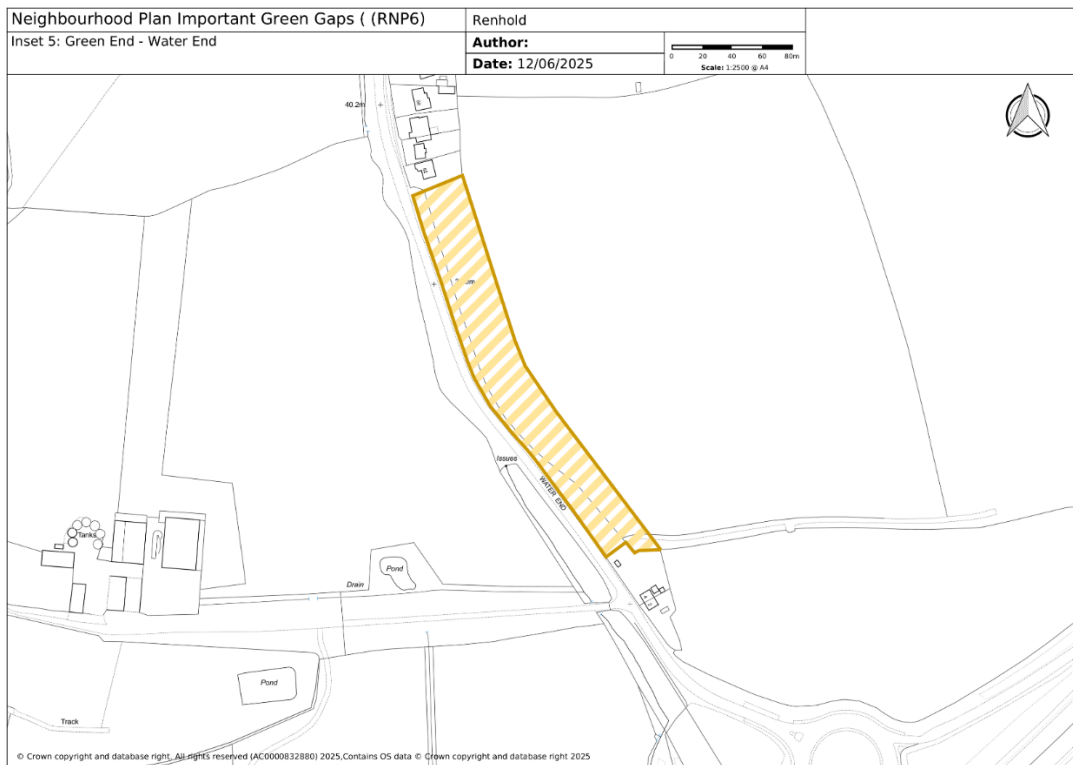 Neighbourhood Plan Important Green Gaps ( (RNP6)
Renhold
Inset 5: Green End - Water End
Author:
Date: 12/06/2025
0 20 40 60 80m
Scale: 1:2500 @ A4
40.2m
Issues
WATER END
Tanks
Pond
Drain
Pond
Track
© Crown copyright and database right. All rights reserved (AC0000832880) 2025,Contains OS data © Crown copyright and database right 2025